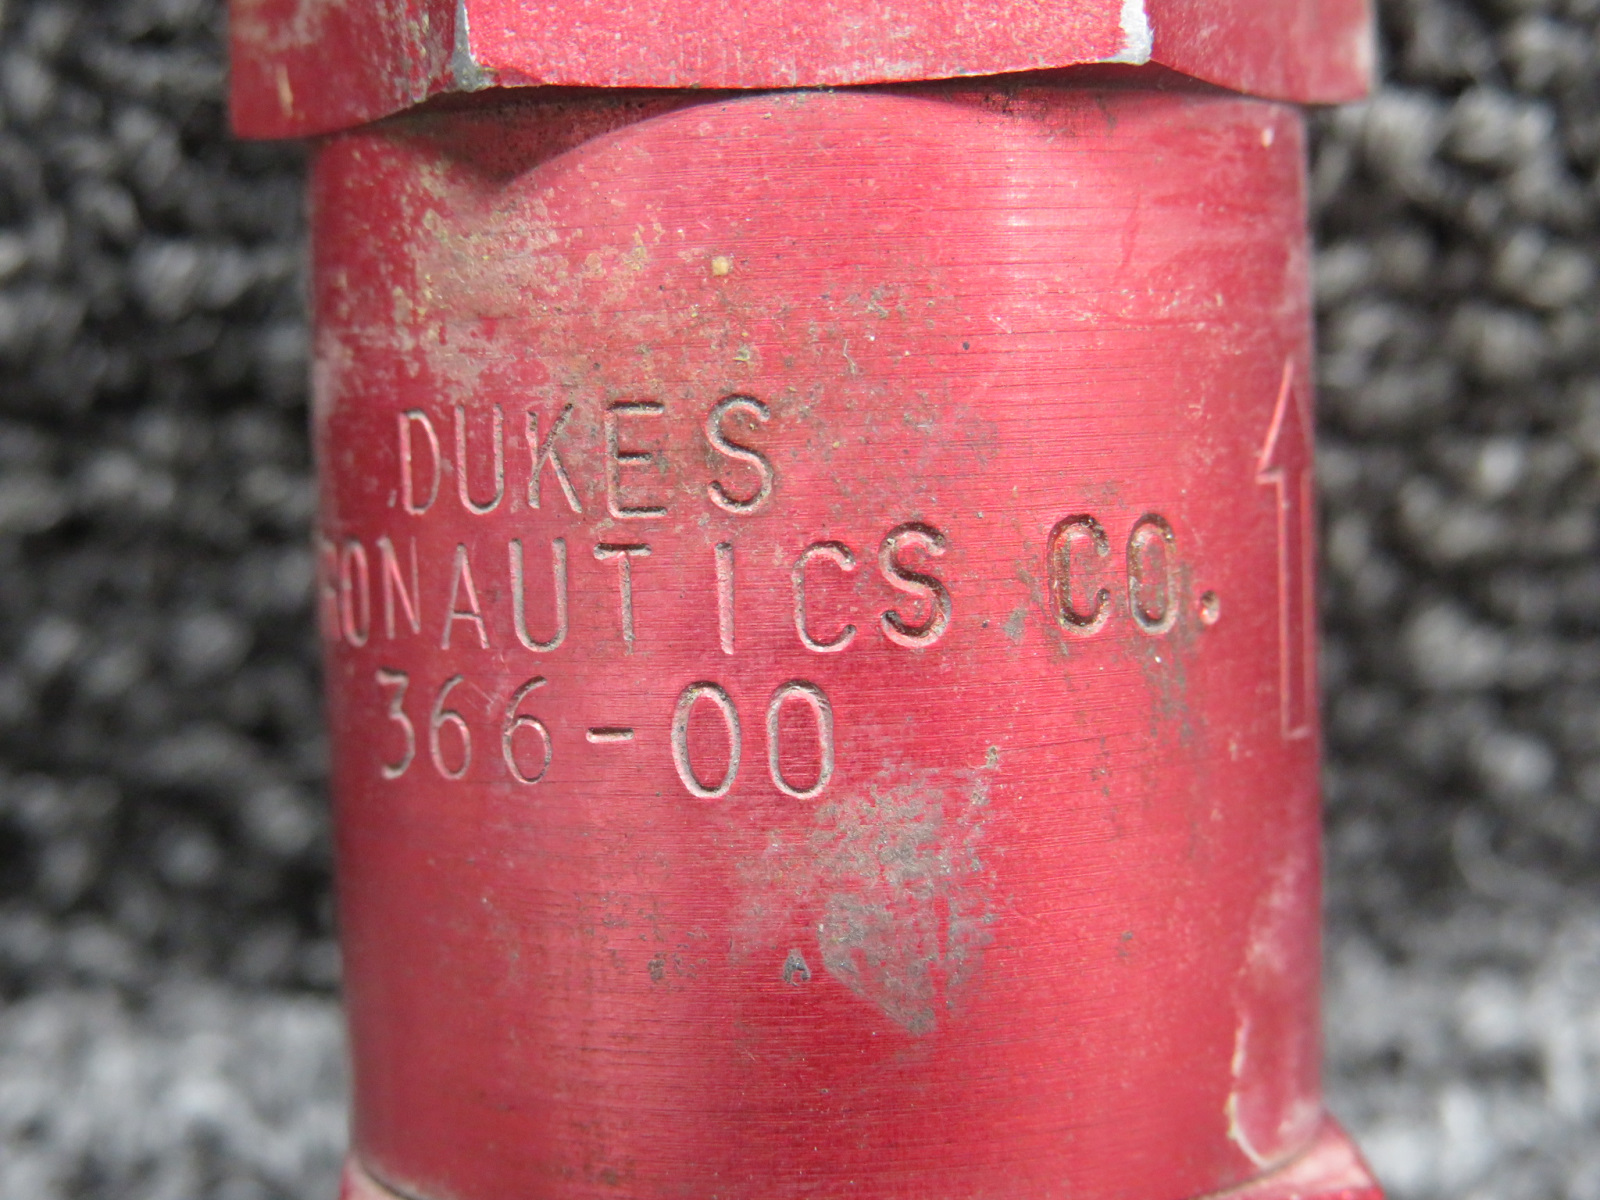 DUKES
RONAUTICS CO.
366-00